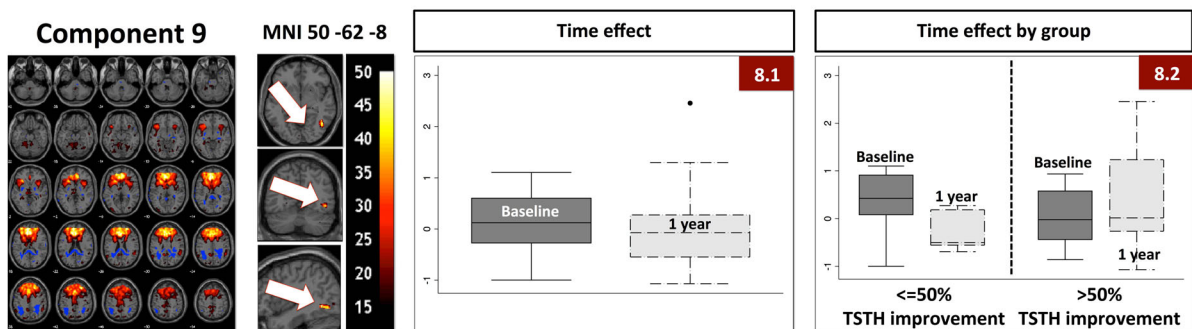 Component 9
MNI 50 -62 -8
50
45
40
35
30
25
20
15
Time effect
8.1
3
2
1
0
-1
Baseline
1 year
Time effect by group
8.2
3
2
1
0
-1
Baseline
1 year
Baseline
1 year
<=50%
TSTH improvement
>50%
TSTH improvement